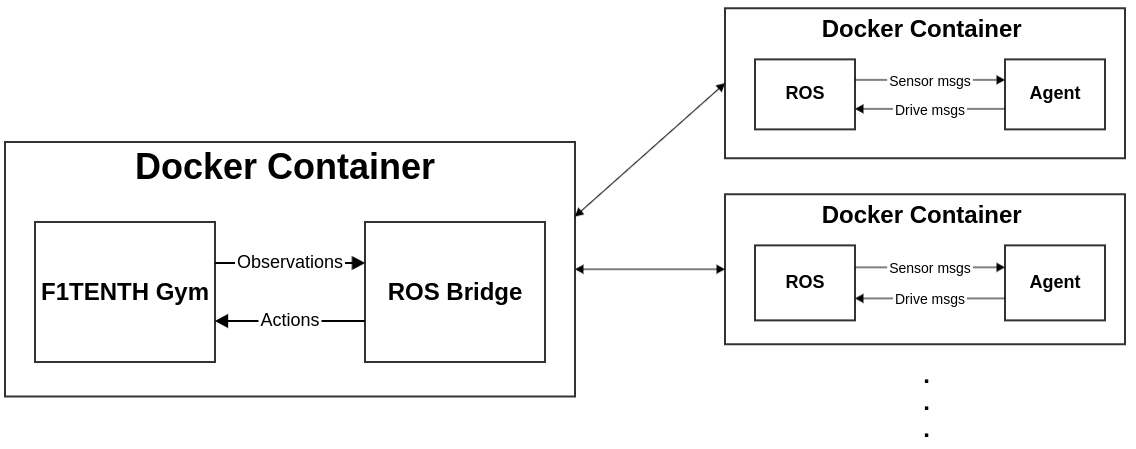 Docker Container
F1TENTH Gym
Observations
Actions
ROS Bridge
Docker Container
ROS
Sensor msgs
Drive msgs
Agent
Docker Container
ROS
Sensor msgs
Drive msgs
Agent
.
.
.